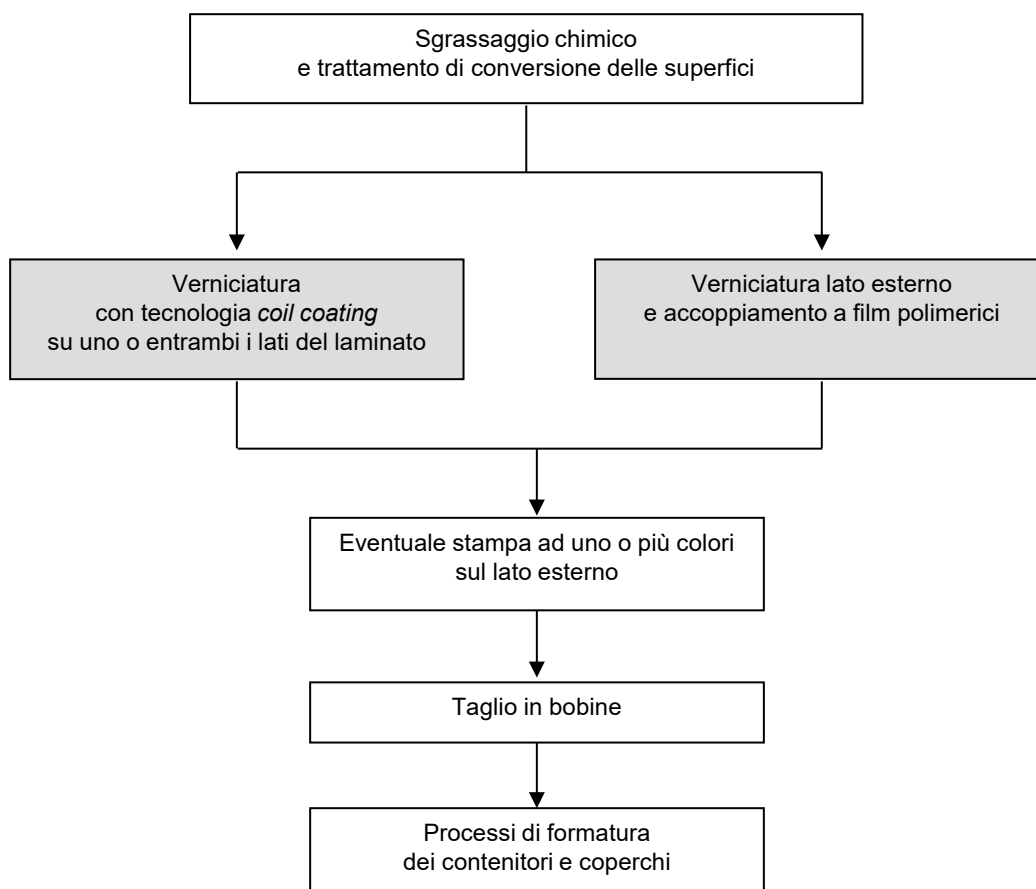 Sgrassaggio chimico
e trattamento di conversione delle superfici
Verniciatura
con tecnologia coil coating
su uno o entrambi i lati del laminato
Verniciatura lato esterno
e accoppiamento a film polimerici
Eventuale stampa ad uno o più colori
sul lato esterno
Taglio in bobine
Processi di formatura
dei contenitori e coperchi